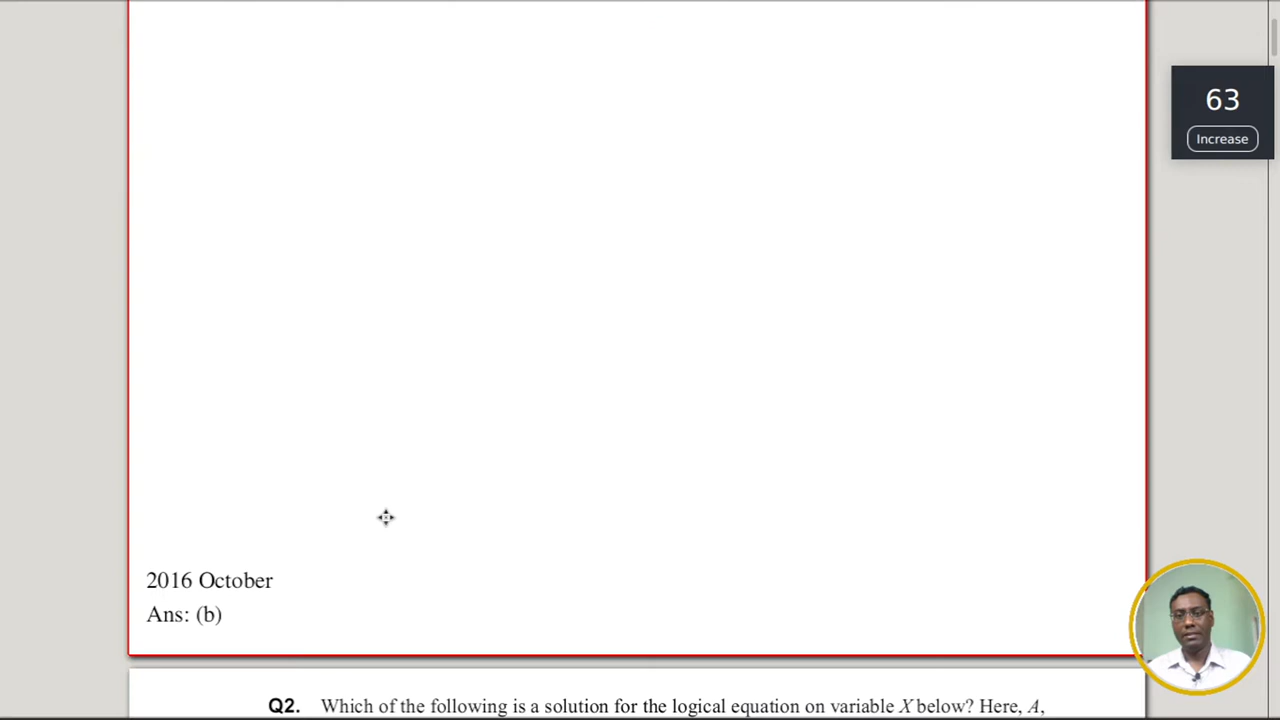 63
Increase
2016 October
Ans: (b)
Q2. Which of the following is a solution for the logical equation on variable X below? Here, A,